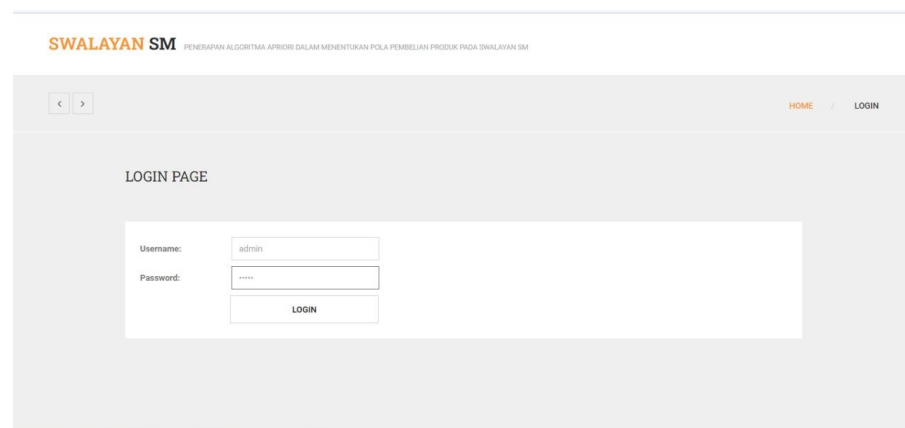 SWALAYAN SM PENERAPAN ALGORITMA APRIORI DALAM MENENTUKAN POLA PEMBELIAN PRODUK PADA SWALAYAN SM
HOME / LOGIN
LOGIN PAGE
Username: admin
Password: •••••
LOGIN